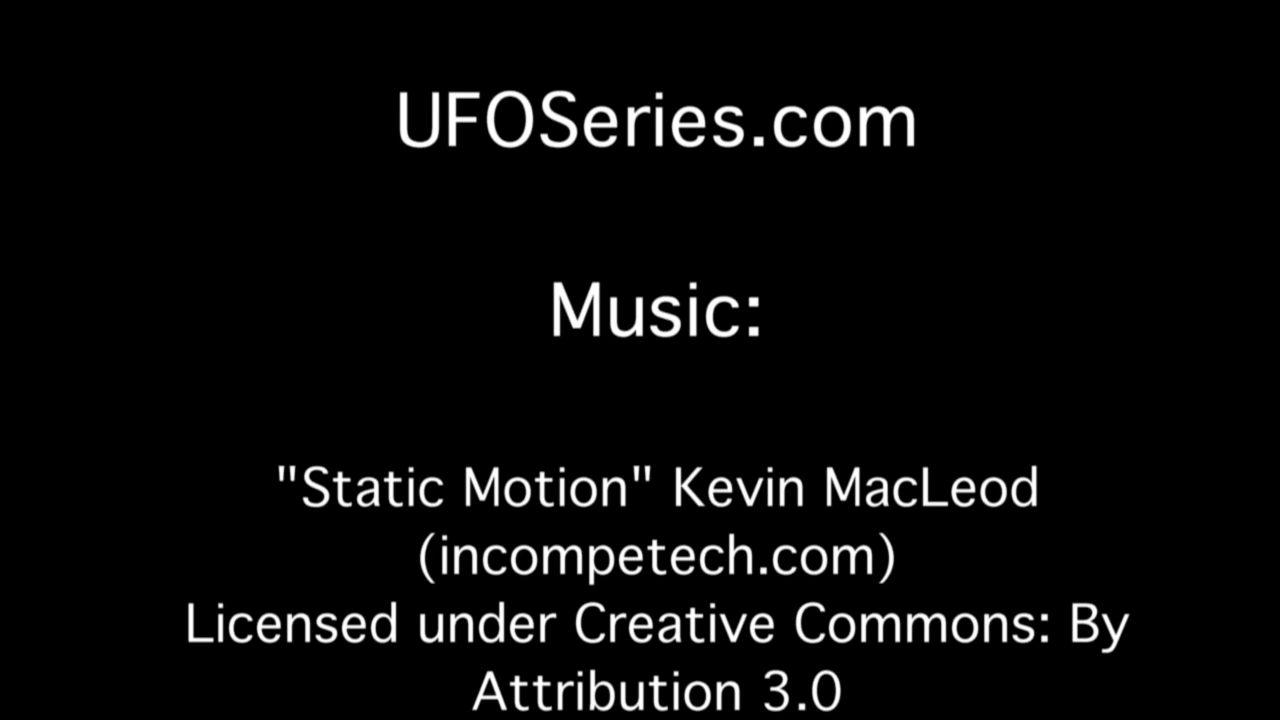 UFOSeries.com
Music:
"Static Motion" Kevin MacLeod
(incompetech.com)
Licensed under Creative Commons: By
Attribution 3.0